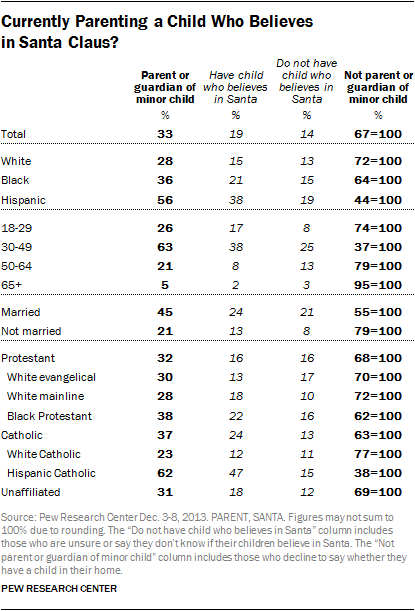 Currently Parenting a Child Who Believes
in Santa Claus?
Parent or guardian of minor child Have child who believes in Santa Do not have child who believes in Santa Not parent or guardian of minor child
% % % %
Total 33 19 14 67=100
White 28 15 13 72=100
Black 36 21 15 64=100
Hispanic 56 38 19 44=100
18-29 26 17 8 74=100
30-49 63 38 25 37=100
50-64 21 8 13 79=100
65+ 5 2 3 95=100
Married 45 24 21 55=100
Not married 21 13 8 79=100
Protestant 32 16 16 68=100
White evangelical 30 13 17 70=100
White mainline 28 18 10 72=100
Black Protestant 38 22 16 62=100
Catholic 37 24 13 63=100
White Catholic 23 12 11 77=100
Hispanic Catholic 62 47 15 38=100
Unaffiliated 31 18 12 69=100
Source: Pew Research Center Dec. 3-8, 2013. PARENT, SANTA. Figures may not sum to
100% due to rounding. The “Do not have child who believes in Santa” column includes
those who are unsure or say they don’t know if their children believe in Santa. The “Not
parent or guardian of minor child” column includes those who decline to say whether they
have a child in their home.
PEW RESEARCH CENTER